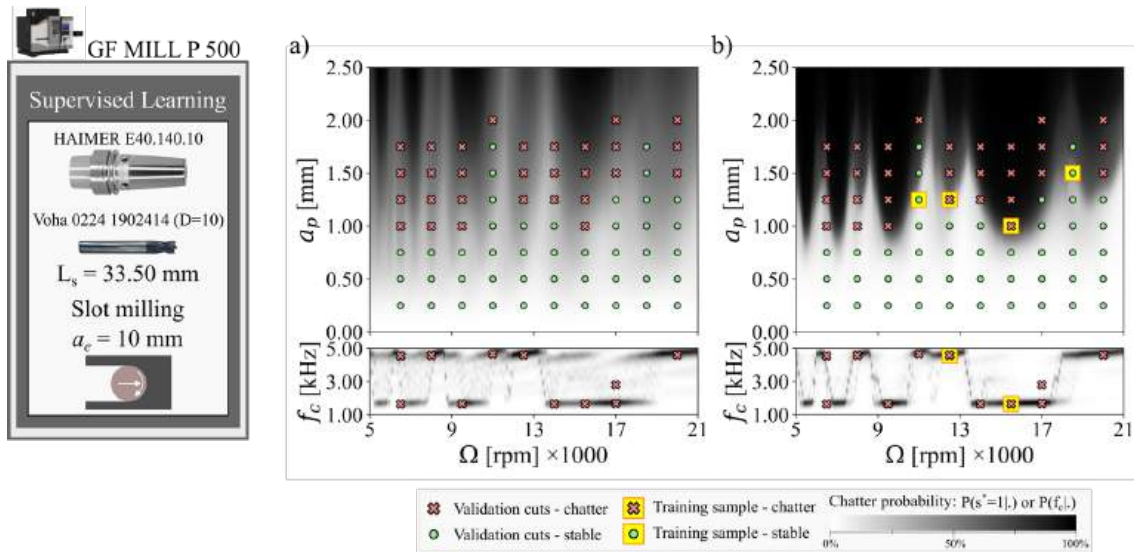 GF MILL P 500
Supervised Learning
HAIMER E40.140.10
Voha 0224 1902414 (D=10)
Lₛ = 33.50 mm
Slot milling
aₑ = 10 mm
a)
2.50
2.00
1.50
1.00
0.50
0.00
aₚ [mm]
5.00
3.00
1.00
f_c [kHz]
5 9 13 17 21
Ω [rpm] ×1000
b)
2.50
2.00
1.50
1.00
0.50
0.00
aₚ [mm]
5.00
3.00
1.00
f_c [kHz]
5 9 13 17 21
Ω [rpm] ×1000
Validation cuts - chatter
Validation cuts - stable
Training sample - chatter
Training sample - stable
Chatter probability: P(s*=1|.) or P(f_c|.)
0% 50% 100%